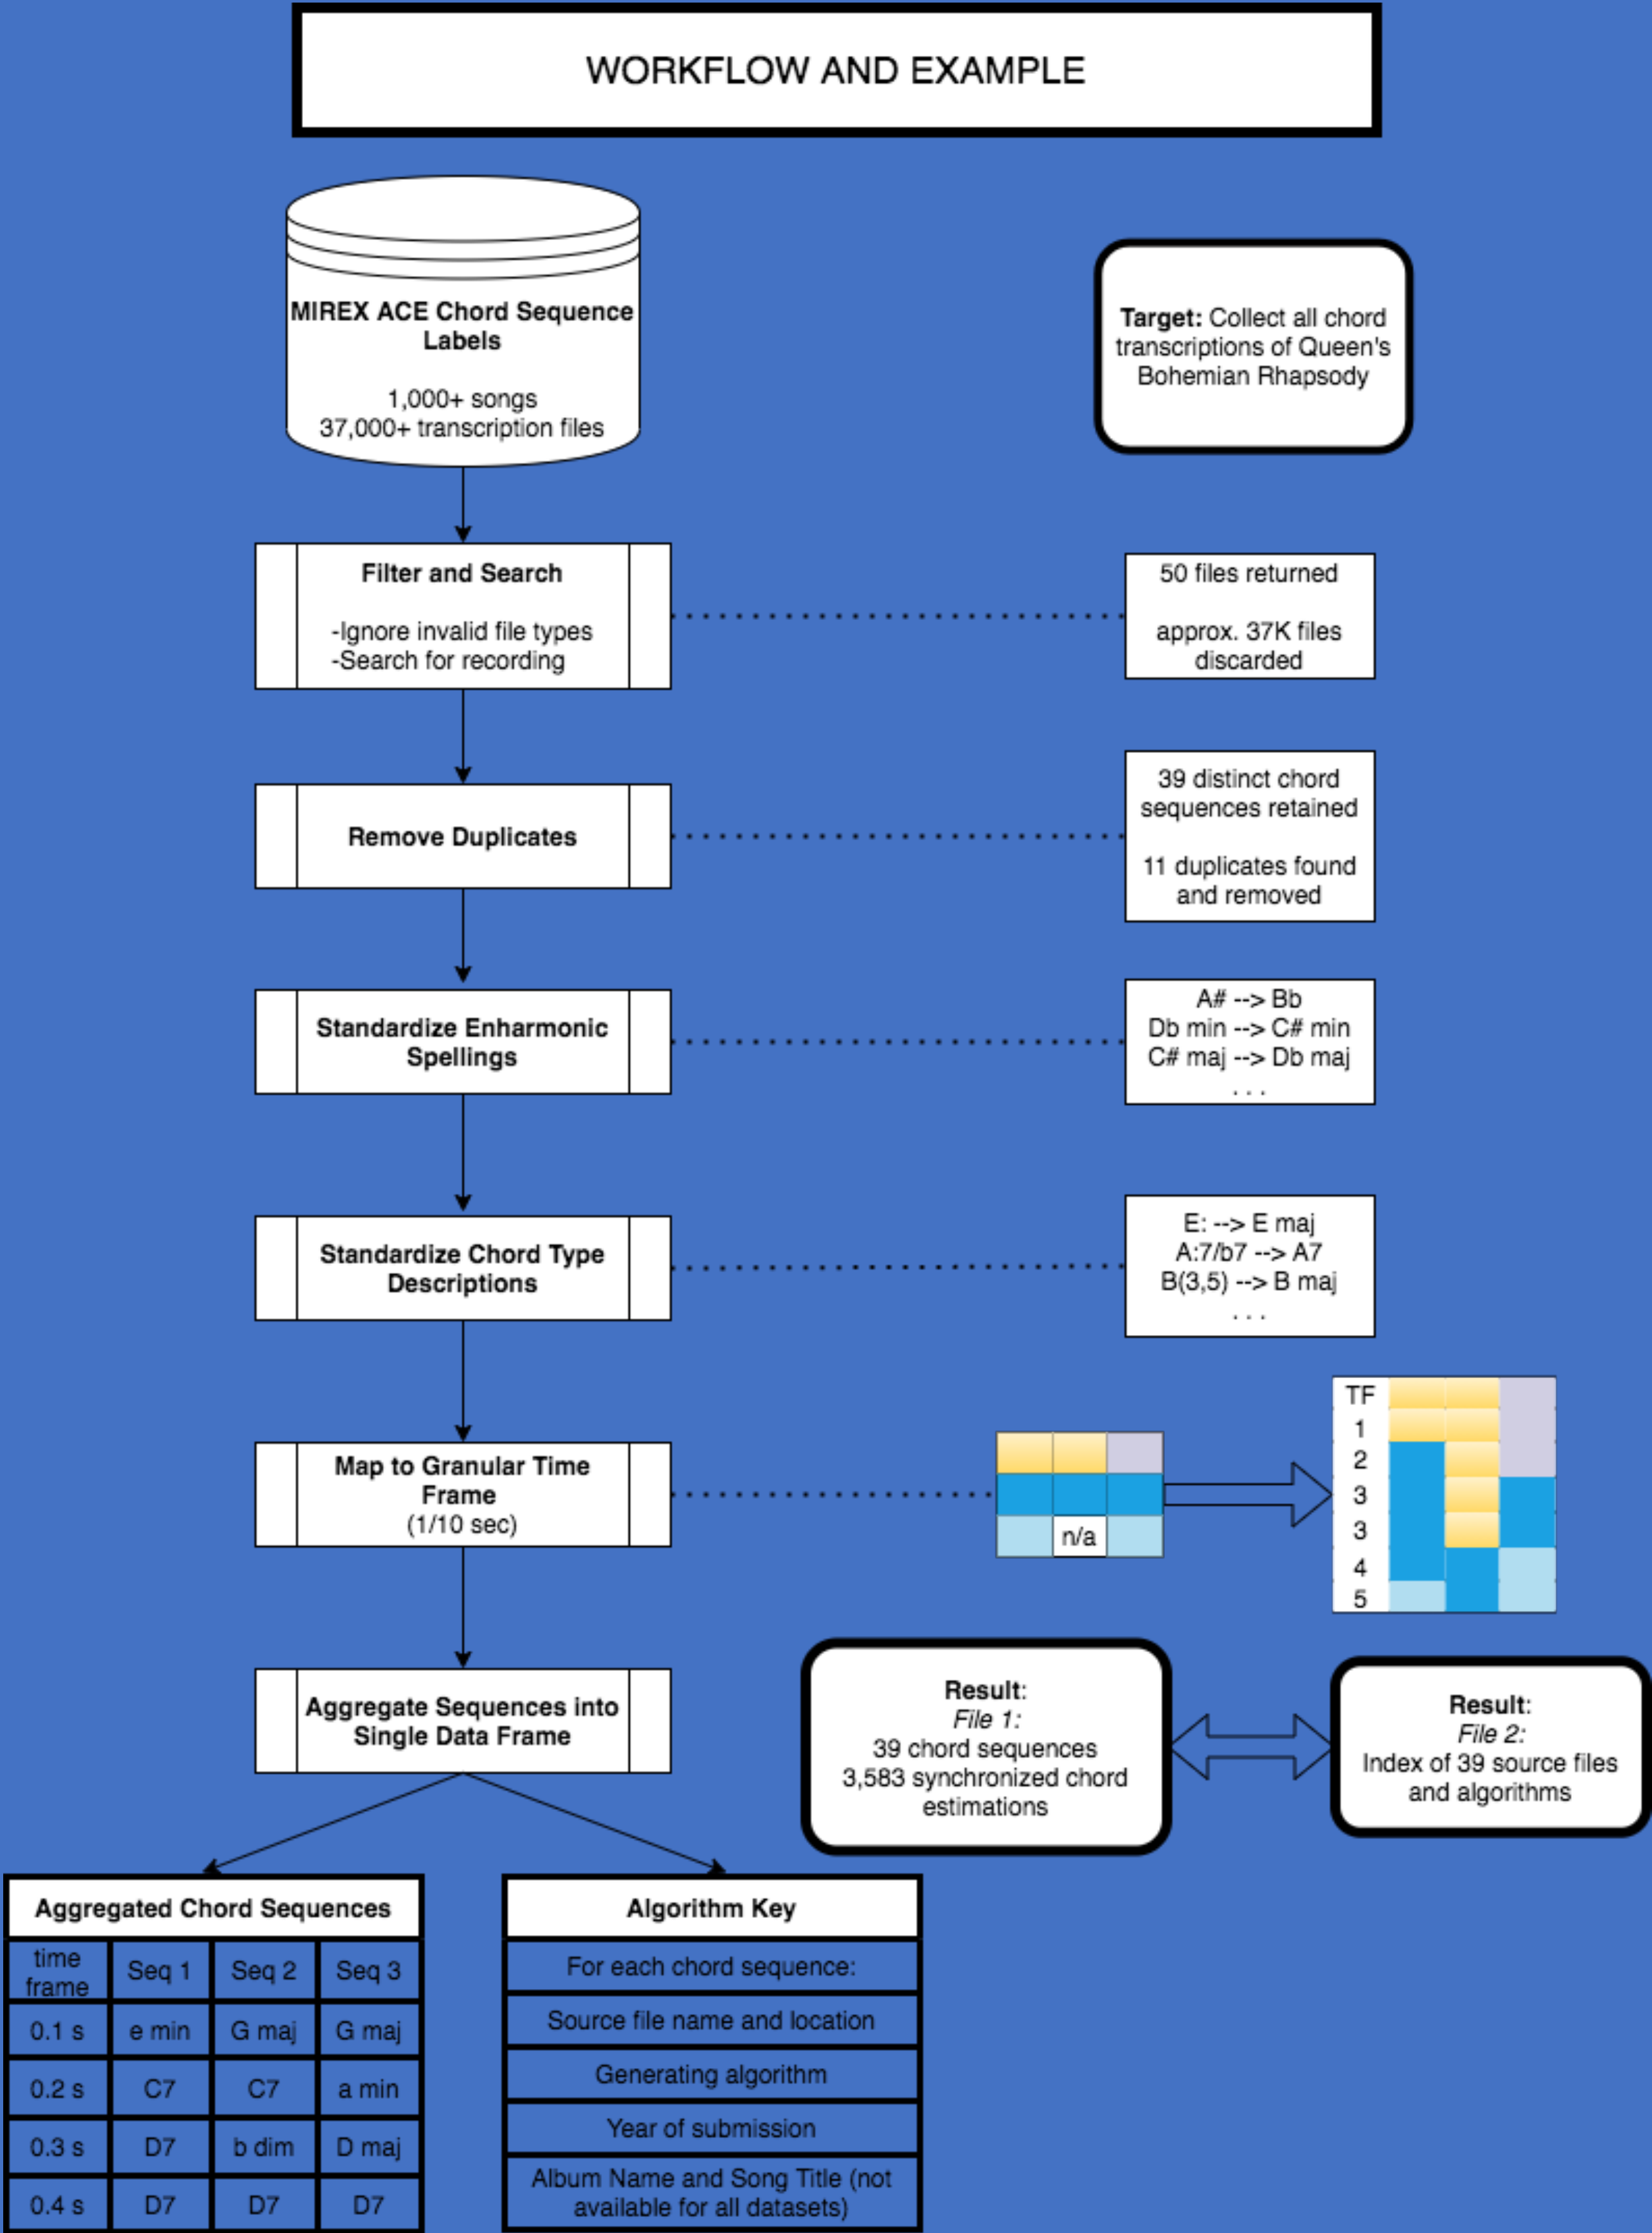 WORKFLOW AND EXAMPLE
MIREX ACE Chord Sequence
Labels
1,000+ songs
37,000+ transcription files
Target: Collect all chord
transcriptions of Queen's
Bohemian Rhapsody
Filter and Search
-Ignore invalid file types
-Search for recording
50 files returned
approx. 37K files
discarded
Remove Duplicates
39 distinct chord
sequences retained
11 duplicates found
and removed
Standardize Enharmonic
Spellings
A# --> Bb
Db min --> C# min
C# maj --> Db maj
. . .
Standardize Chord Type
Descriptions
E: --> E maj
A:7/b7 --> A7
B(3,5) --> B maj
. . .
Map to Granular Time
Frame
(1/10 sec)
n/a
TF
1
2
3
3
4
5
Aggregate Sequences into
Single Data Frame
Result:
File 1:
39 chord sequences
3,583 synchronized chord
estimations
Result:
File 2:
Index of 39 source files
and algorithms
Aggregated Chord Sequences
time
frame
Seq 1 Seq 2 Seq 3
0.1 s e min G maj G maj
0.2 s C7 C7 a min
0.3 s D7 b dim D maj
0.4 s D7 D7 D7
Algorithm Key
For each chord sequence:
Source file name and location
Generating algorithm
Year of submission
Album Name and Song Title (not
available for all datasets)